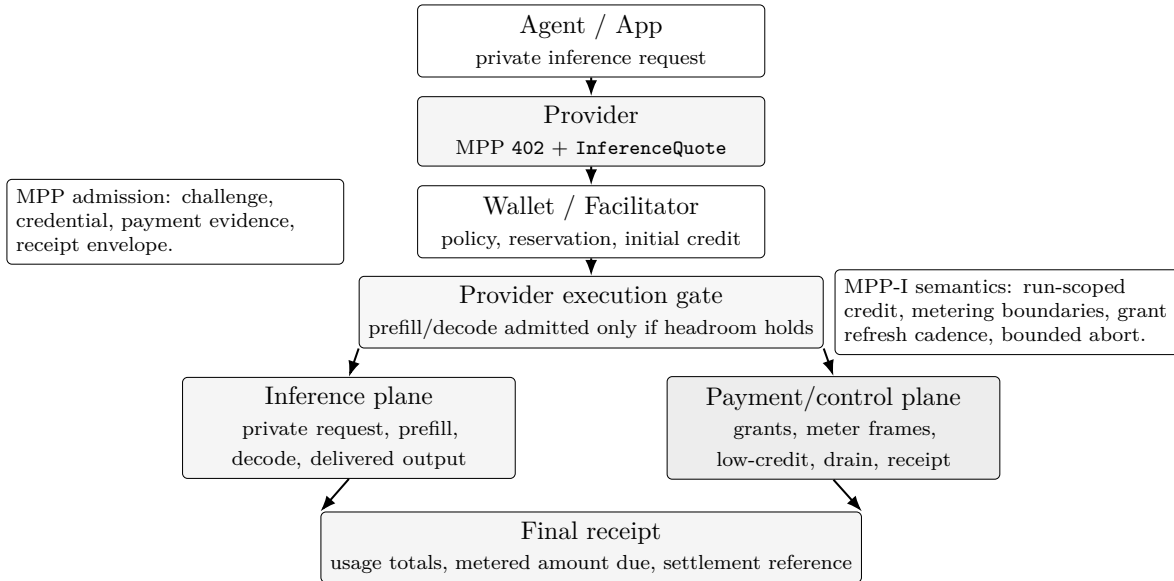 Agent / App
private inference request
Provider
MPP 402 + InferenceQuote
MPP admission: challenge,
credential, payment evidence,
receipt envelope.
Wallet / Facilitator
policy, reservation, initial credit
Provider execution gate
prefill/decode admitted only if headroom holds
MPP-I semantics: run-scoped
credit, metering boundaries, grant
refresh cadence, bounded abort.
Inference plane
private request, prefill,
decode, delivered output
Payment/control plane
grants, meter frames,
low-credit, drain, receipt
Final receipt
usage totals, metered amount due, settlement reference